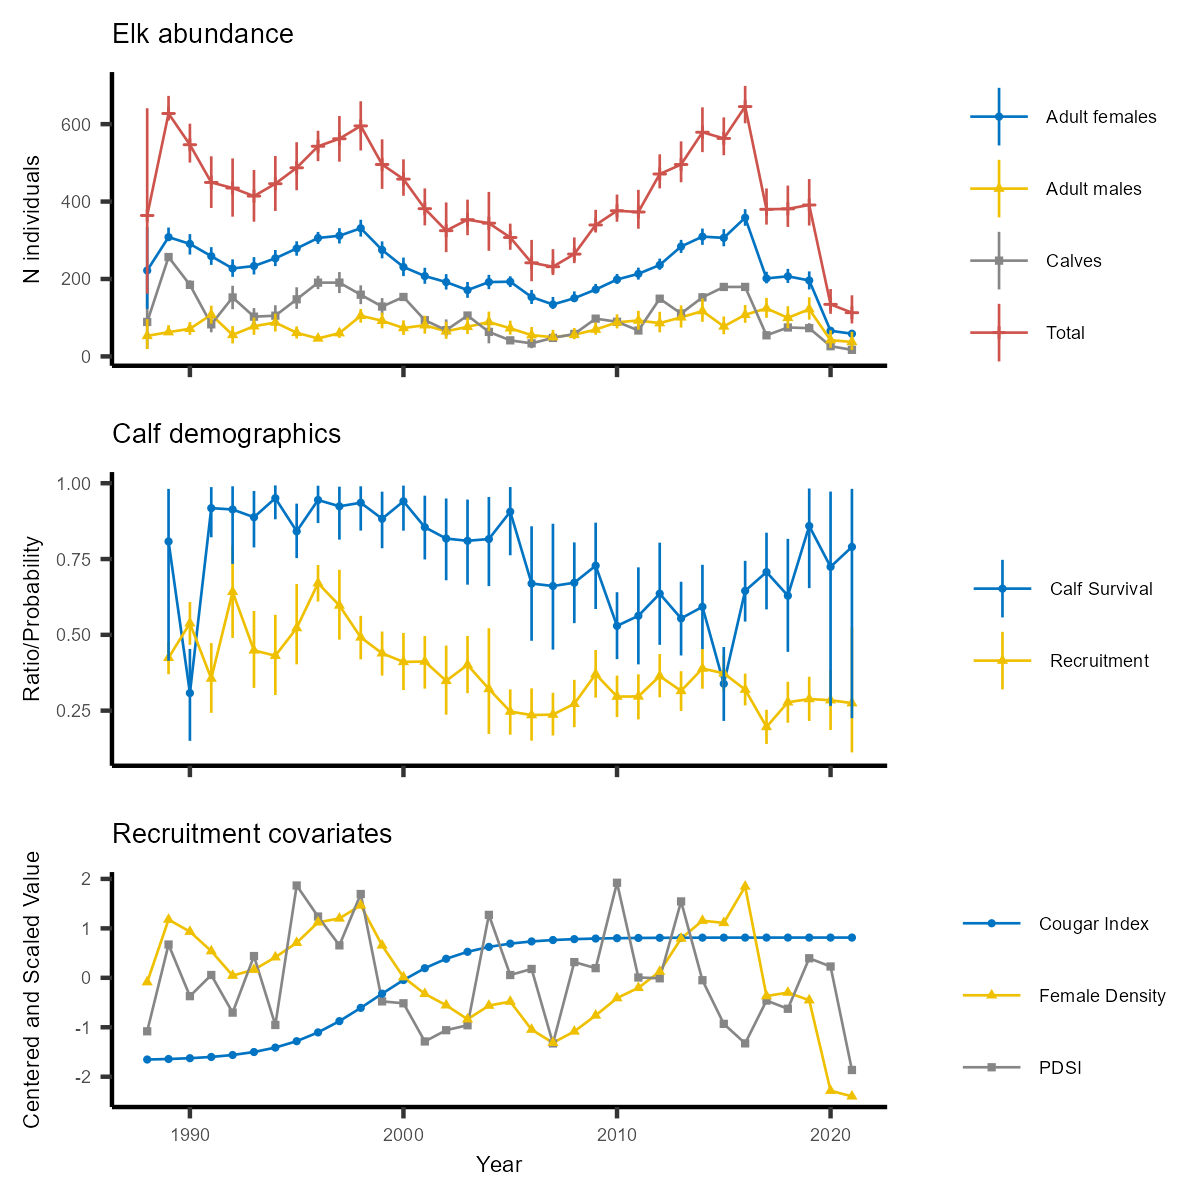 Elk abundance
N individuals
600
400
200
0
Adult females
Adult males
Calves
Total
Calf demographics
Ratio/Probability
1.00
0.75
0.50
0.25
Calf Survival
Recruitment
Recruitment covariates
Centered and Scaled Value
2
1
0
-1
-2
Cougar Index
Female Density
PDSI
1990
2000
2010
2020
Year